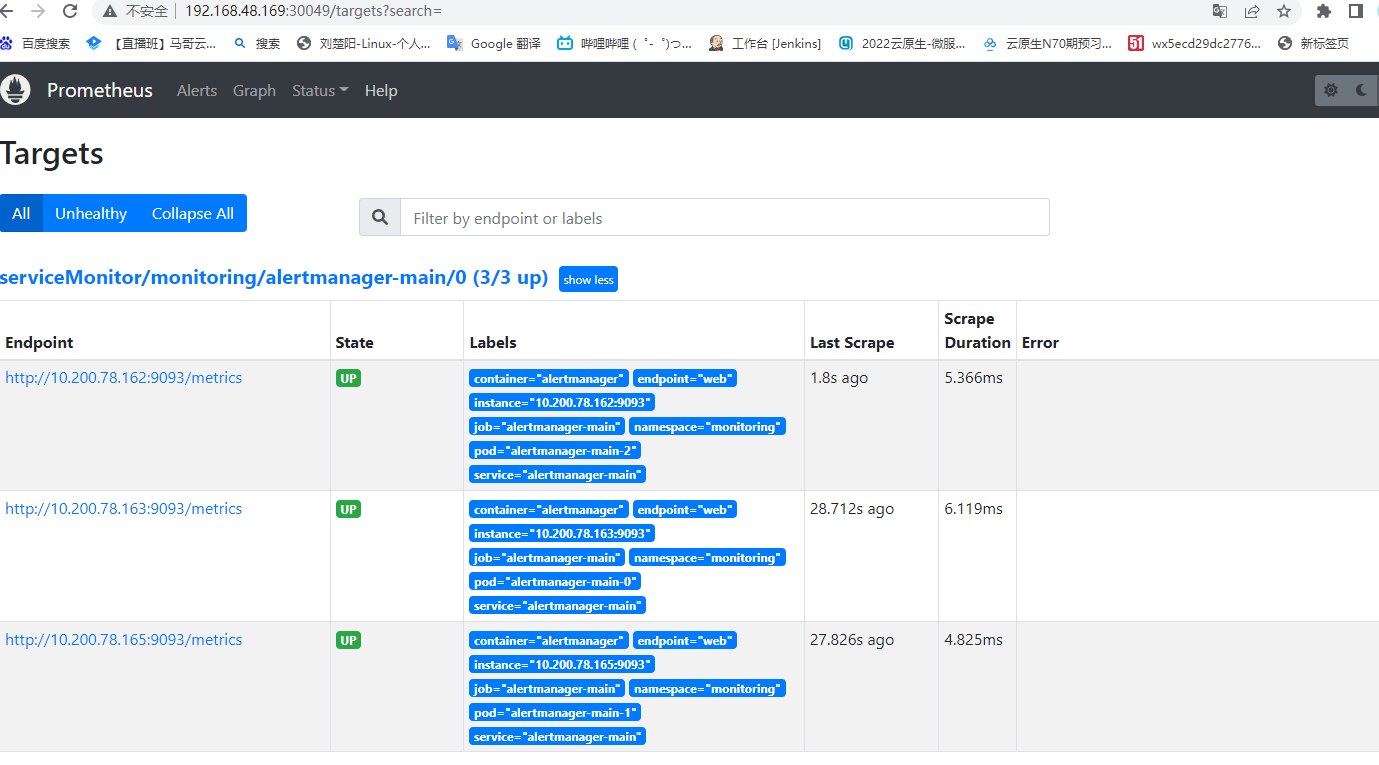 不安全 192.168.48.169:30049/targets?search=
百度搜索 【直播班】马哥云... 搜索 刘楚阳-Linux-个人... Google 翻译 哔哩哔哩 (゜-゜)つ... 工作台 [Jenkins] 2022云原生-微服... 云原生N70期预习... 51 wx5ecd29dc2776... 新标签页
Prometheus Alerts Graph Status Help
Targets
All Unhealthy Collapse All Filter by endpoint or labels
serviceMonitor/monitoring/alertmanager-main/0 (3/3 up) show less
Endpoint State Labels Last Scrape Scrape Duration Error
http://10.200.78.162:9093/metrics UP container="alertmanager" endpoint="web" 1.8s ago 5.366ms
instance="10.200.78.162:9093"
job="alertmanager-main" namespace="monitoring"
pod="alertmanager-main-2"
service="alertmanager-main"
http://10.200.78.163:9093/metrics UP container="alertmanager" endpoint="web" 28.712s ago 6.119ms
instance="10.200.78.163:9093"
job="alertmanager-main" namespace="monitoring"
pod="alertmanager-main-0"
service="alertmanager-main"
http://10.200.78.165:9093/metrics UP container="alertmanager" endpoint="web" 27.826s ago 4.825ms
instance="10.200.78.165:9093"
job="alertmanager-main" namespace="monitoring"
pod="alertmanager-main-1"
service="alertmanager-main"